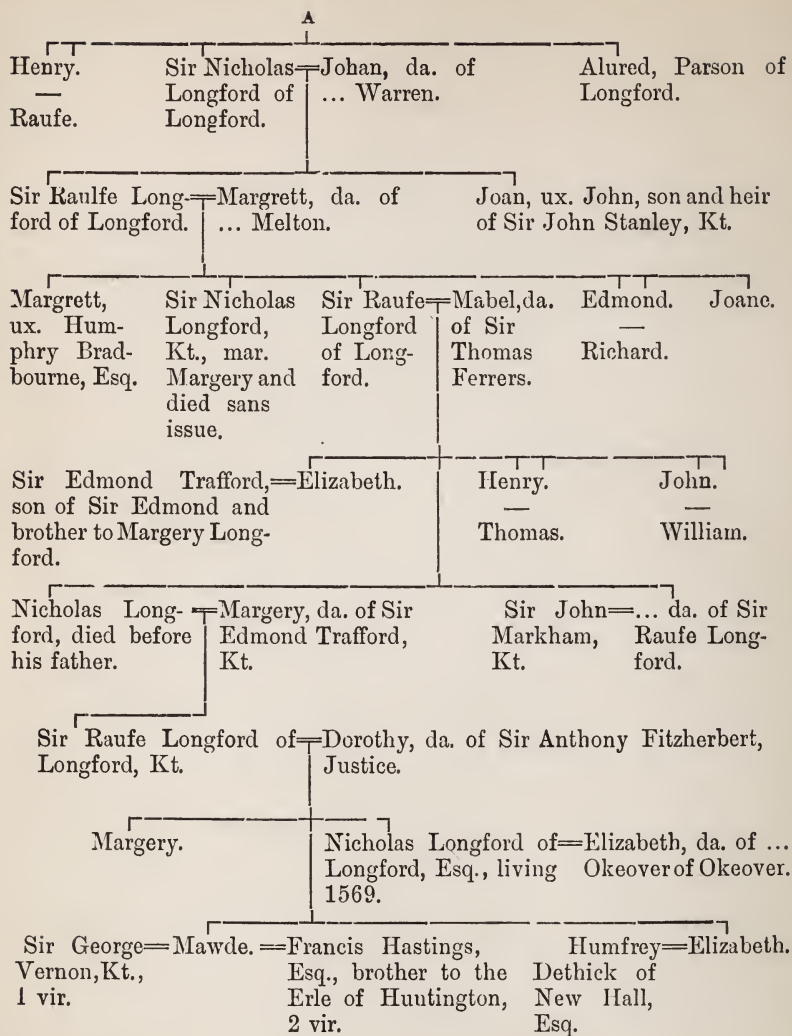 A
Henry.
—
Raufe.
Sir Nicholas
Longford of
Longford.
Johan, da. of
... Warren.
Alured, Parson of
Longford.
Sir Raulfe Long-
ford of Longford.
Margrett, da. of
... Melton.
Joan, ux. John, son and heir
of Sir John Stanley, Kt.
Margrett,
ux. Hum-
phry Brad-
bourne, Esq.
Sir Nicholas
Longford,
Kt., mar.
Margery and
died sans
issue.
Sir Raufe
Longford
of Long-
ford.
Mabel, da.
of Sir
Thomas
Ferrers.
Edmond.
—
Richard.
Joane.
Sir Edmond Trafford,
son of Sir Edmond and
brother to Margery Long-
ford.
Elizabeth.
Henry.
—
Thomas.
John.
—
William.
Nicholas Long-
ford, died before
his father.
Margery, da. of Sir
Edmond Trafford,
Kt.
Sir John
Markham,
Kt.
... da. of Sir
Raufe Long-
ford.
Sir Raufe Longford of
Longford, Kt.
Dorothy, da. of Sir Anthony Fitzherbert,
Justice.
Margery.
Nicholas Longford of
Longford, Esq., living
1569.
Elizabeth, da. of ...
Okeover of Okeover.
Sir George
Vernon, Kt.,
1 vir.
Mawde.
Francis Hastings,
Esq., brother to the
Erle of Huntington,
2 vir.
Humfrey
Dethick of
New Hall,
Esq.
Elizabeth.